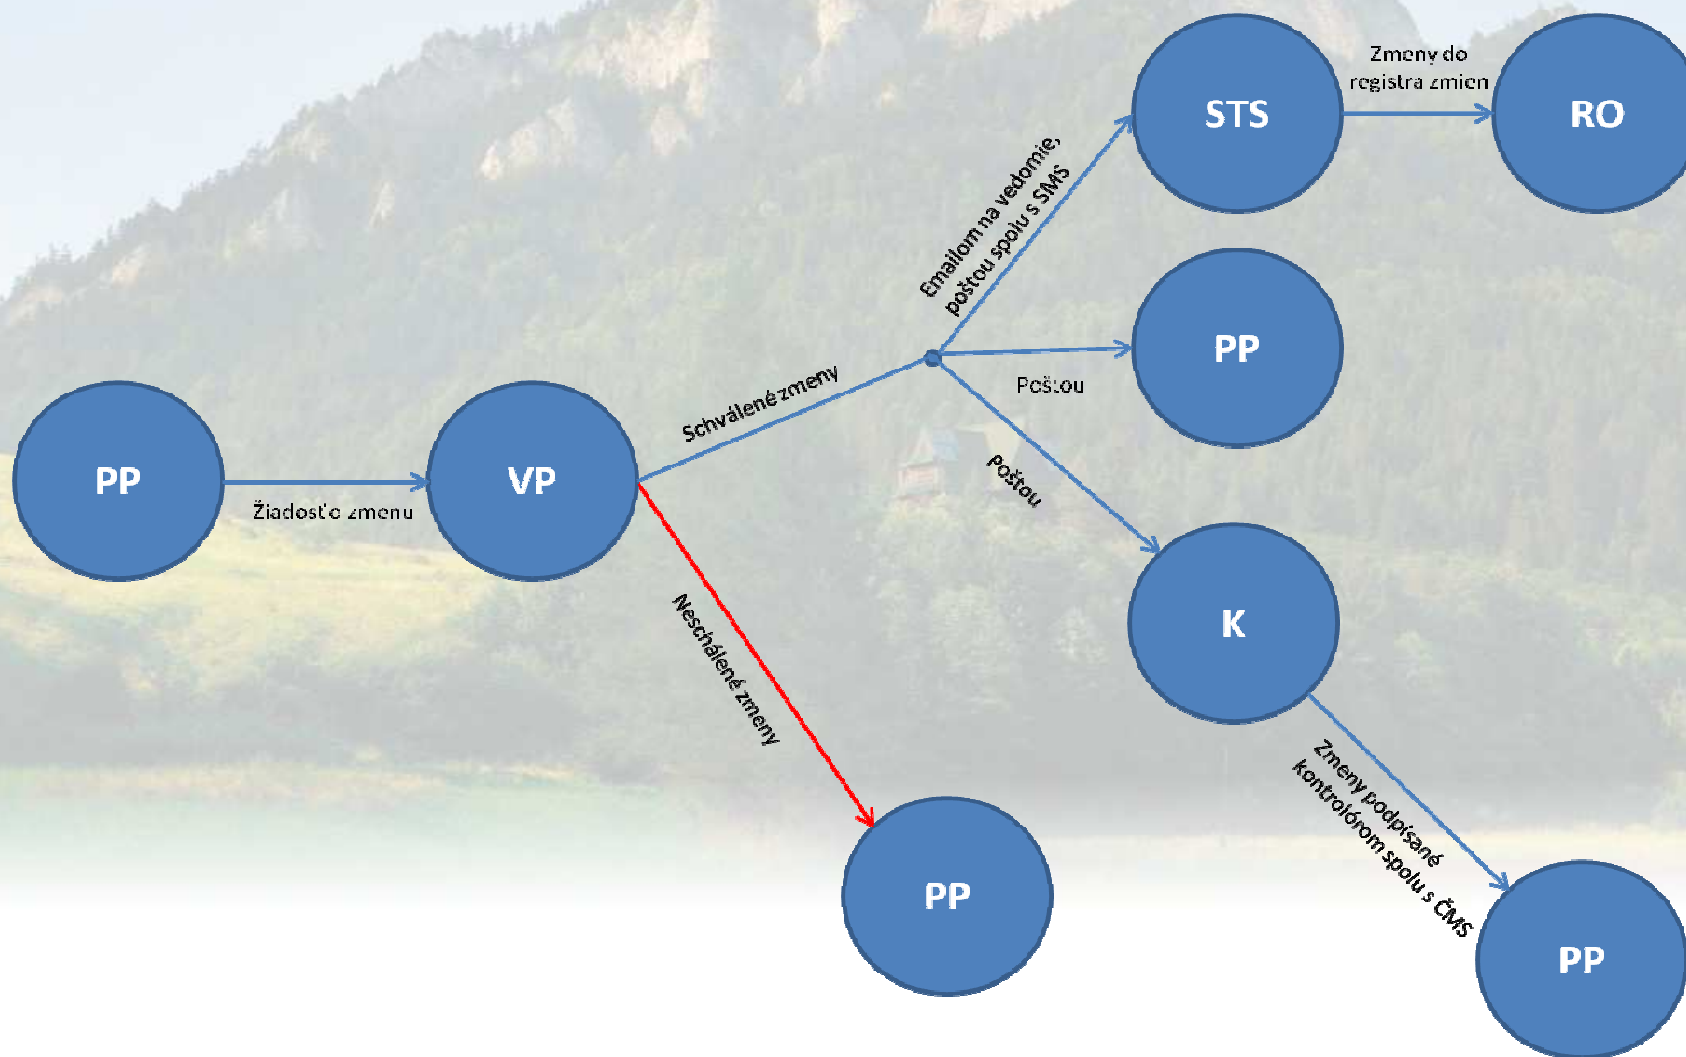 PP
Žiadosť o zmenu
VP
Schválené zmeny
Emailom na vedomie,
poštou spolu s SMS
STS
Zmeny do
registra zmien
RO
Poštou
PP
poštou
K
Zmeny podpísané
kontrolórom spolu s ČMS
PP
Neschálené zmeny
PP